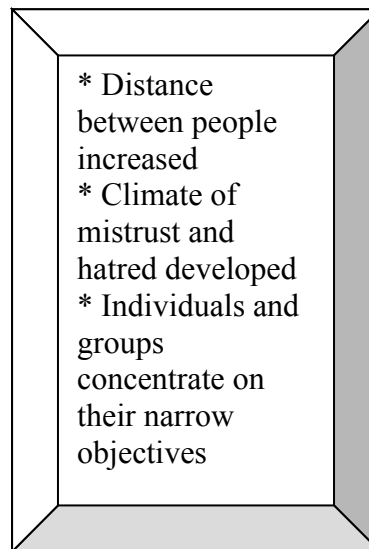 * Distance
between people
increased
* Climate of
mistrust and
hatred developed
* Individuals and
groups
concentrate on
their narrow
objectives